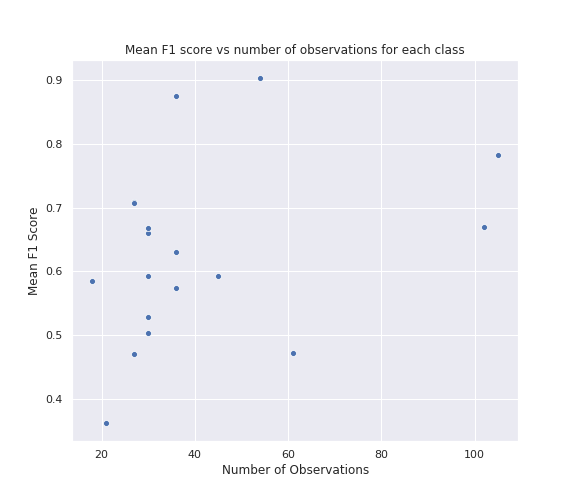 Mean F1 score vs number of observations for each class
0.9
0.8
0.7
0.6
0.5
0.4
Mean F1 Score
20 40 60 80 100
Number of Observations